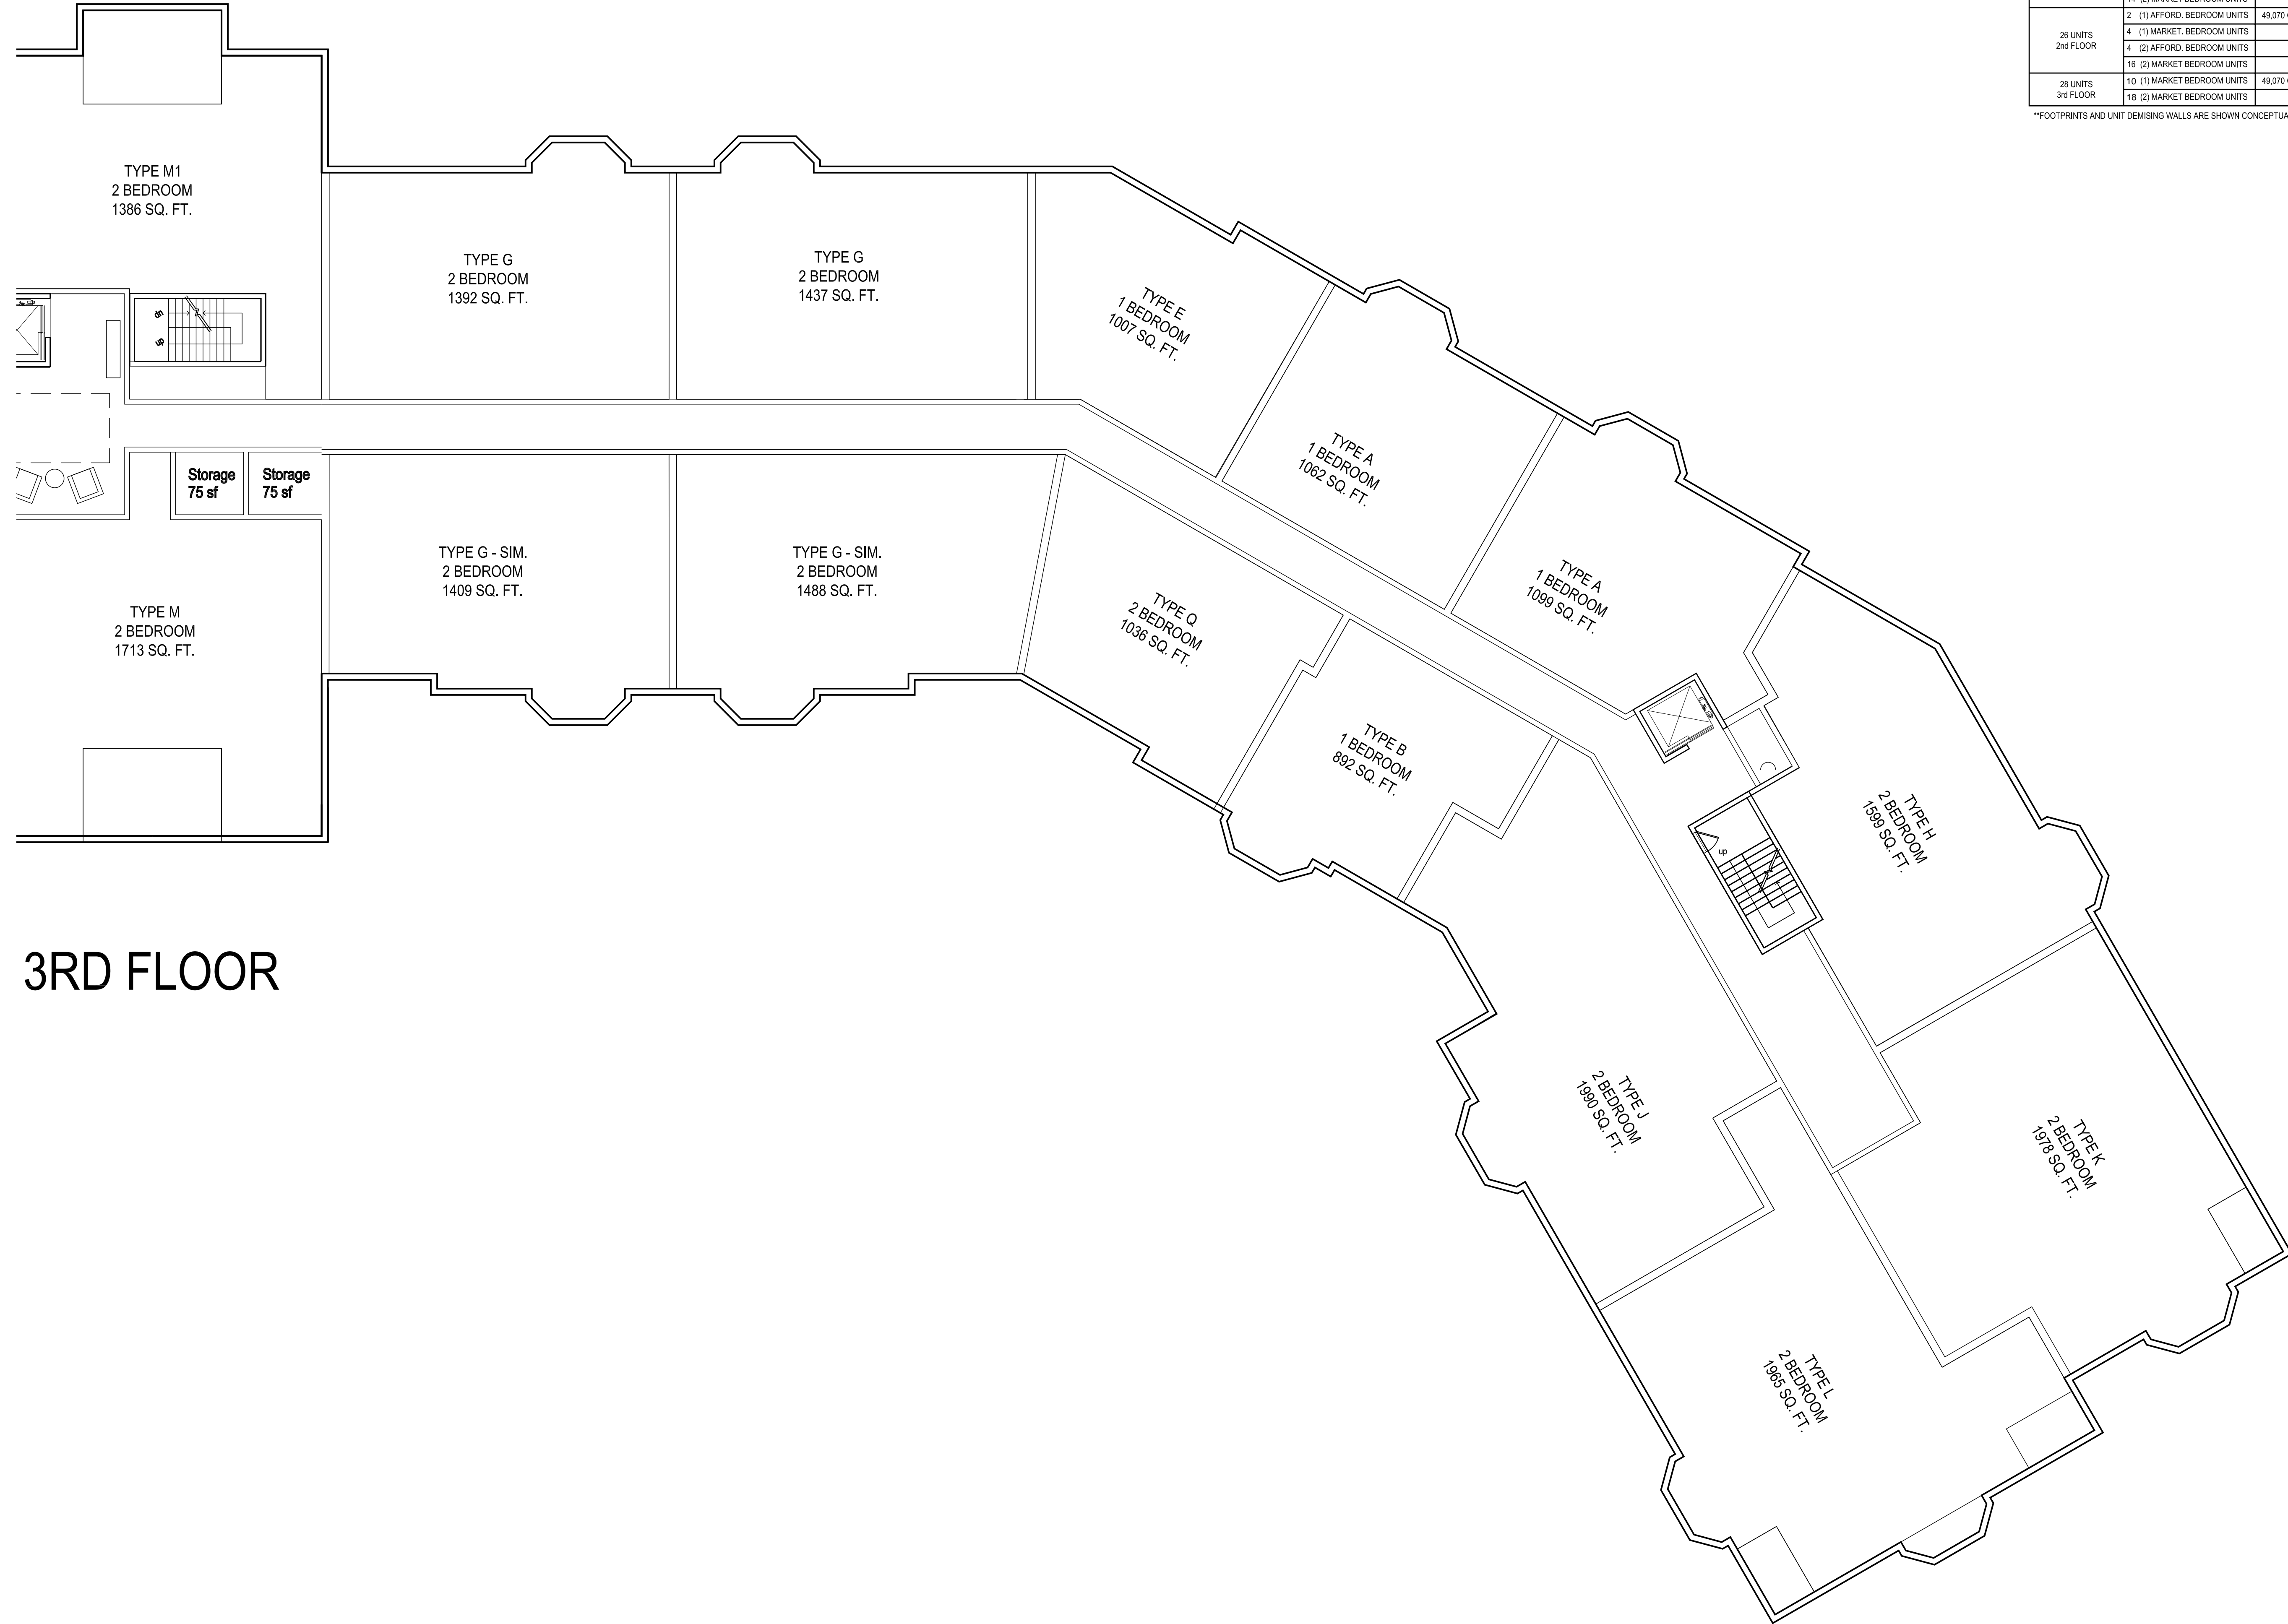 2 (1) AFFORD. BEDROOM UNITS 49,070
26 UNITS
2nd FLOOR
4 (1) MARKET. BEDROOM UNITS
4 (2) AFFORD. BEDROOM UNITS
16 (2) MARKET BEDROOM UNITS
28 UNITS
3rd FLOOR
10 (1) MARKET BEDROOM UNITS 49,070
18 (2) MARKET BEDROOM UNITS
**FOOTPRINTS AND UNIT DEMISING WALLS ARE SHOWN
TYPE M1
2 BEDROOM
1386 SQ. FT.
TYPE G
2 BEDROOM
1392 SQ. FT.
TYPE G
2 BEDROOM
1437 SQ. FT.
TYPE E
1 BEDROOM
1007 SQ. FT.
TYPE A
1 BEDROOM
1062 SQ. FT.
TYPE A
1 BEDROOM
1099 SQ. FT.
Storage
75 sf
Storage
75 sf
TYPE M
2 BEDROOM
1713 SQ. FT.
TYPE G - SIM.
2 BEDROOM
1409 SQ. FT.
TYPE G - SIM.
2 BEDROOM
1488 SQ. FT.
TYPE Q
2 BEDROOM
1036 SQ. FT.
TYPE B
1 BEDROOM
892 SQ. FT.
up
TYPE H
2 BEDROOM
1599 SQ. FT.
TYPE J
2 BEDROOM
1990 SQ. FT.
TYPE K
2 BEDROOM
1978 SQ. FT.
TYPE L
2 BEDROOM
1965 SQ. FT.
3RD FLOOR